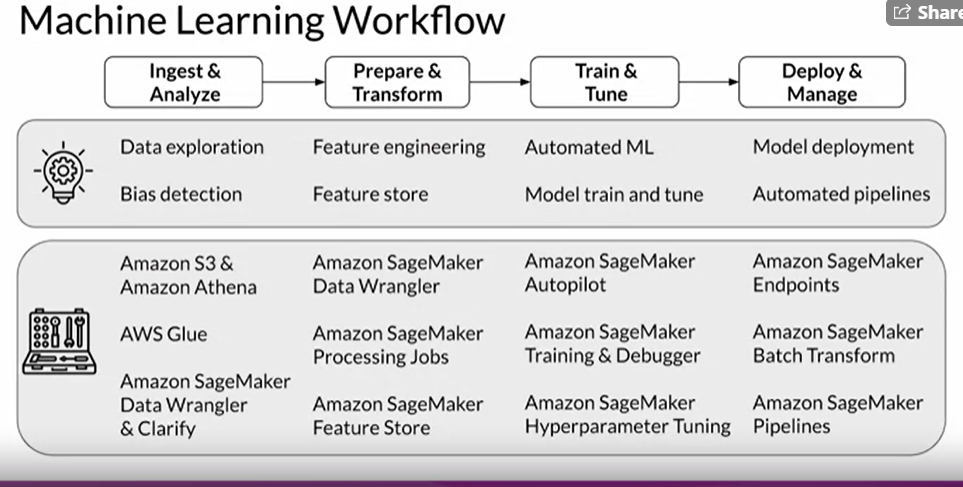 Machine Learning Workflow
Share
Ingest &
Analyze
Prepare &
Transform
Train &
Tune
Deploy &
Manage
Data exploration
Bias detection
Feature engineering
Feature store
Automated ML
Model train and tune
Model deployment
Automated pipelines
Amazon S3 &
Amazon Athena
AWS Glue
Amazon SageMaker
Data Wrangler
& Clarify
Amazon SageMaker
Data Wrangler
Amazon SageMaker
Processing Jobs
Amazon SageMaker
Feature Store
Amazon SageMaker
Autopilot
Amazon SageMaker
Training & Debugger
Amazon SageMaker
Hyperparameter Tuning
Amazon SageMaker
Endpoints
Amazon SageMaker
Batch Transform
Amazon SageMaker
Pipelines